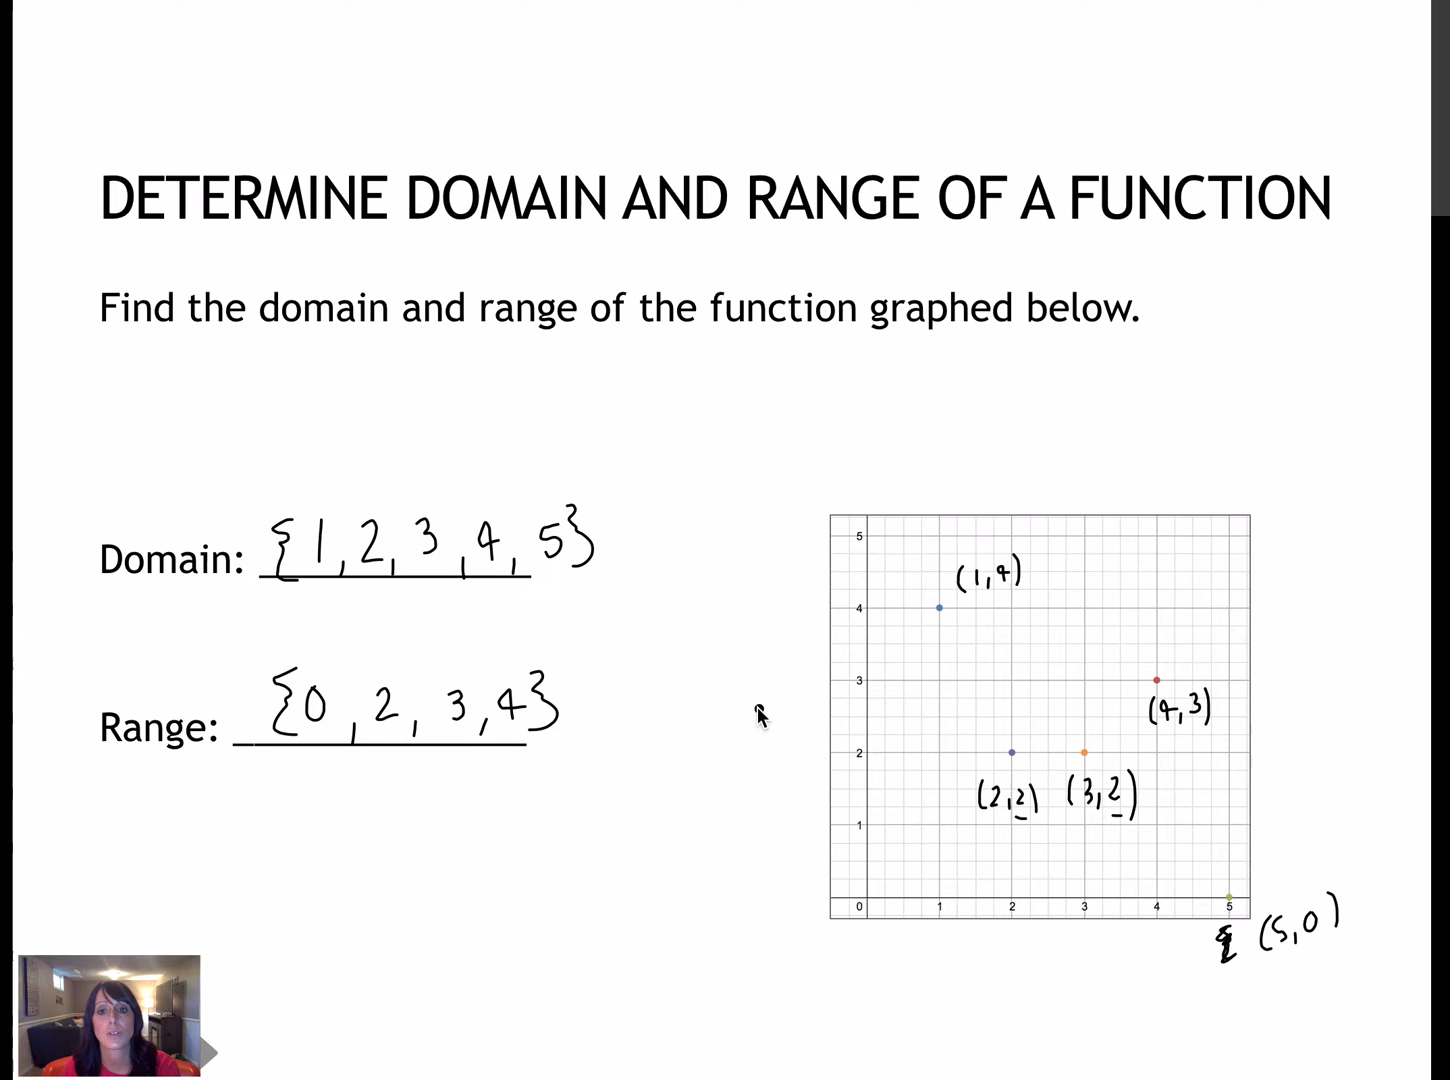 DETERMINE DOMAIN AND RANGE OF A FUNCTION
Find the domain and range of the function graphed below.
Domain: {1, 2, 3, 4, 5}
Range: {0, 2, 3, 4}
5
(1,4)
4
3
(4,3)
2
(2,2) (3,2)
1
0 1 2 3 4 5
(5,0)